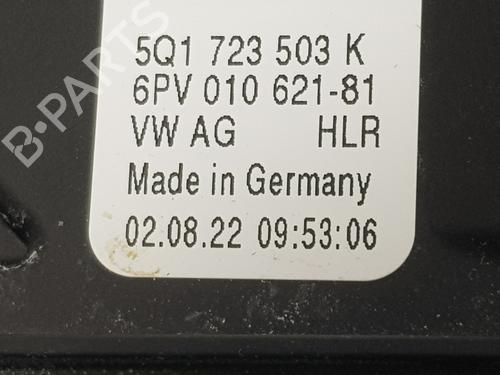 5Q1 723 503 K
6PV 010 621-81
VW AG HLR
Made in Germany
02.08.22 09:53:06
B-PARTS